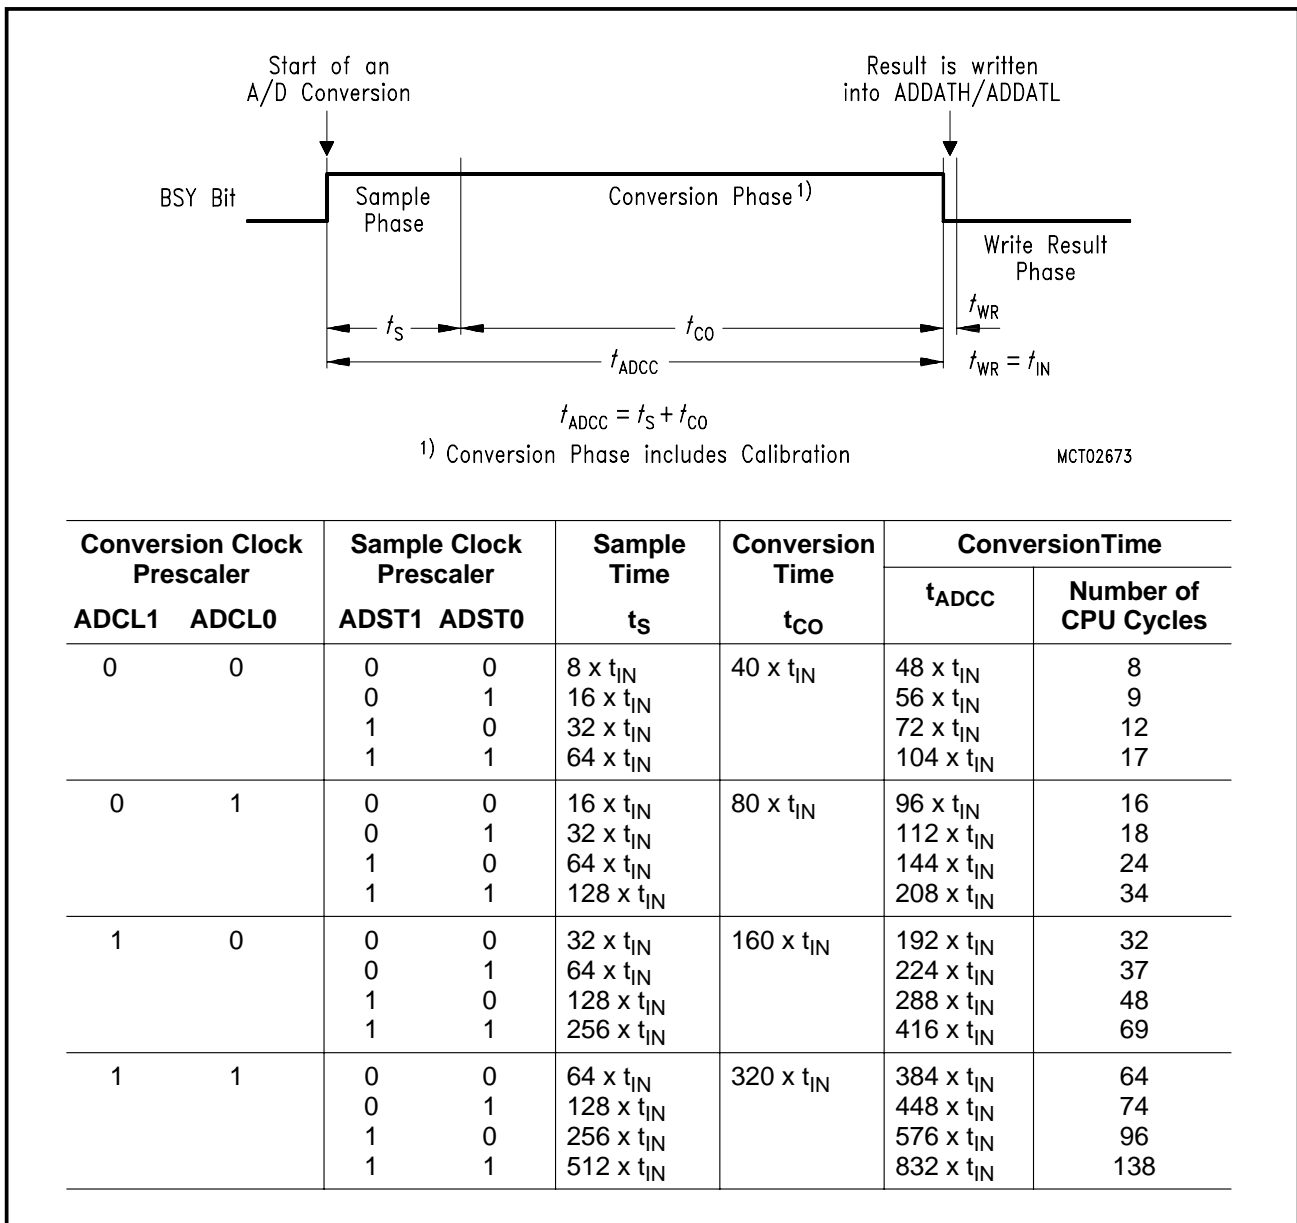 Start of an
A/D Conversion
Result is written
into ADDATH/ADDATL
BSY Bit
Sample
Phase
Conversion Phase 1)
Write Result
Phase
tS
tCO
tWR
tADCC
tWR = tIN
tADCC = tS + tCO
1) Conversion Phase includes Calibration
MCT02673
Conversion Clock Prescaler
Sample Clock Prescaler
Sample Time
Conversion Time
ConversionTime
ADCL1 ADCL0 ADST1 ADST0 tS tCO tADCC Number of CPU Cycles
0 0 0 0 8 x tIN 40 x tIN 48 x tIN 8
0 1 16 x tIN 56 x tIN 9
1 0 32 x tIN 72 x tIN 12
1 1 64 x tIN 104 x tIN 17
0 1 0 0 16 x tIN 80 x tIN 96 x tIN 16
0 1 32 x tIN 112 x tIN 18
1 0 64 x tIN 144 x tIN 24
1 1 128 x tIN 208 x tIN 34
1 0 0 0 32 x tIN 160 x tIN 192 x tIN 32
0 1 64 x tIN 224 x tIN 37
1 0 128 x tIN 288 x tIN 48
1 1 256 x tIN 416 x tIN 69
1 1 0 0 64 x tIN 320 x tIN 384 x tIN 64
0 1 128 x tIN 448 x tIN 74
1 0 256 x tIN 576 x tIN 96
1 1 512 x tIN 832 x tIN 138